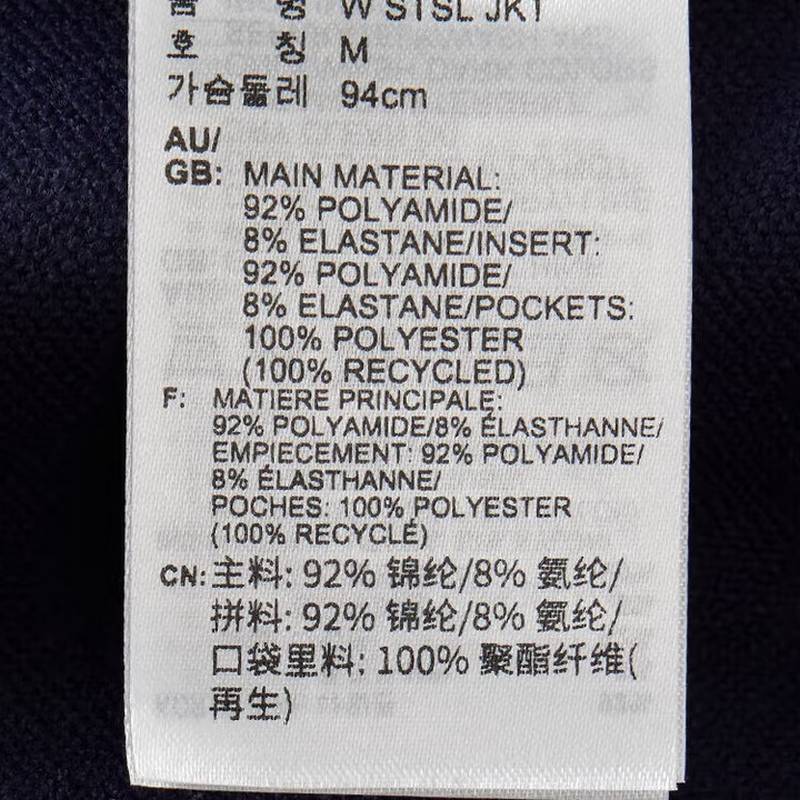 품 명 W STSL JKT
호 칭 M
가슴둘레 94cm
AU/
GB: MAIN MATERIAL:
92% POLYAMIDE/
8% ELASTANE/INSERT:
92% POLYAMIDE/
8% ELASTANE/POCKETS:
100% POLYESTER
(100% RECYCLED)
F: MATIERE PRINCIPALE:
92% POLYAMIDE/8% ÉLASTHANNE/
EMPIECEMENT: 92% POLYAMIDE/
8% ÉLASTHANNE/
POCHES: 100% POLYESTER
(100% RECYCLÉ)
CN: 主料: 92% 锦纶/8% 氨纶/
拼料: 92% 锦纶/8% 氨纶/
口袋里料: 100% 聚酯纤维(
再生)